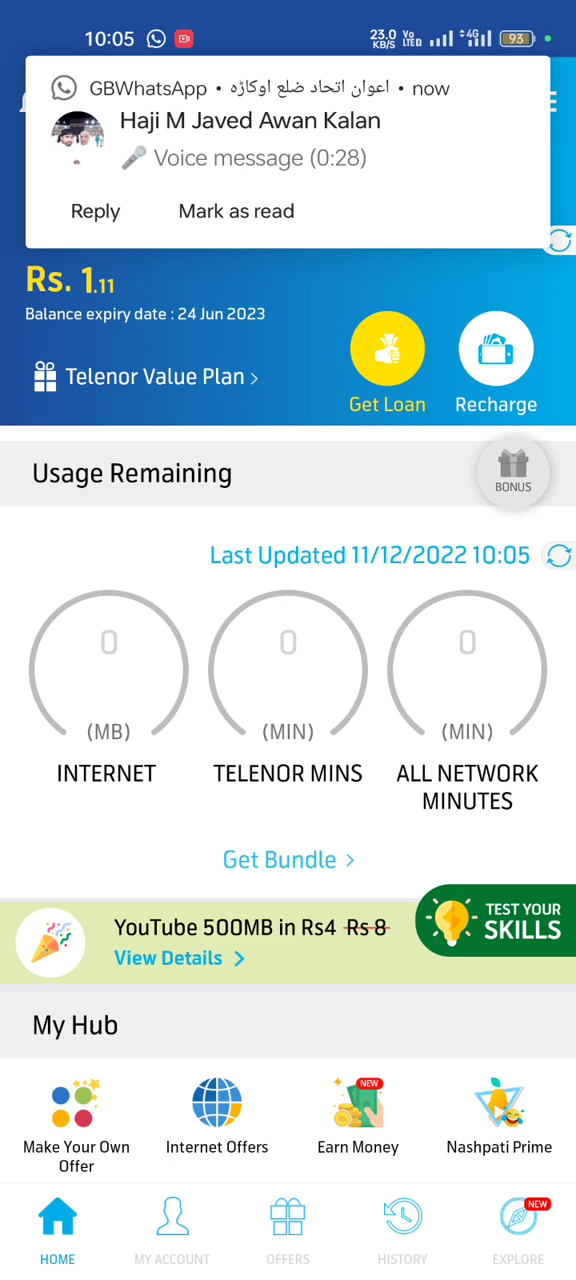 10:05 23.0 KB/S Vo LTE 4G 93
GBWhatsApp • اعوان اتحاد ضلع اوکاڑہ • now
Haji M Javed Awan Kalan
Voice message (0:28)
Reply Mark as read
Rs. 1.11
Balance expiry date : 24 Jun 2023
Telenor Value Plan
Get Loan Recharge
Usage Remaining
BONUS
Last Updated 11/12/2022 10:05
0 0 0
(MB) (MIN) (MIN)
INTERNET TELENOR MINS ALL NETWORK
MINUTES
Get Bundle
YouTube 500MB in Rs4 Rs 8
View Details
TEST YOUR
SKILLS
My Hub
NEW
Make Your Own Internet Offers Earn Money Nashpati Prime
Offer
NEW
HOME MY ACCOUNT OFFERS HISTORY EXPLORE